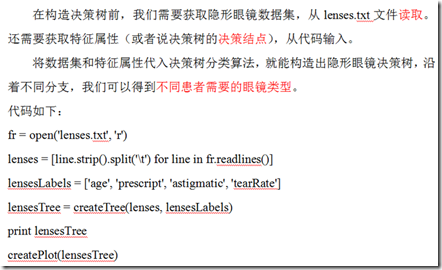 在构造决策树前，我们需要获取隐形眼镜数据集，从 lenses.txt 文件读取。
还需要获取特征属性（或者说决策树的决策结点），从代码输入。
将数据集和特征属性代入决策树分类算法，就能构造出隐形眼镜决策树，沿
着不同分支，我们可以得到不同患者需要的眼镜类型。
代码如下：
fr = open('lenses.txt', 'r')
lenses = [line.strip().split('\t') for line in fr.readlines()]
lensesLabels = ['age', 'prescript', 'astigmatic', 'tearRate']
lensesTree = createTree(lenses, lensesLabels)
print lensesTree
createPlot(lensesTree)